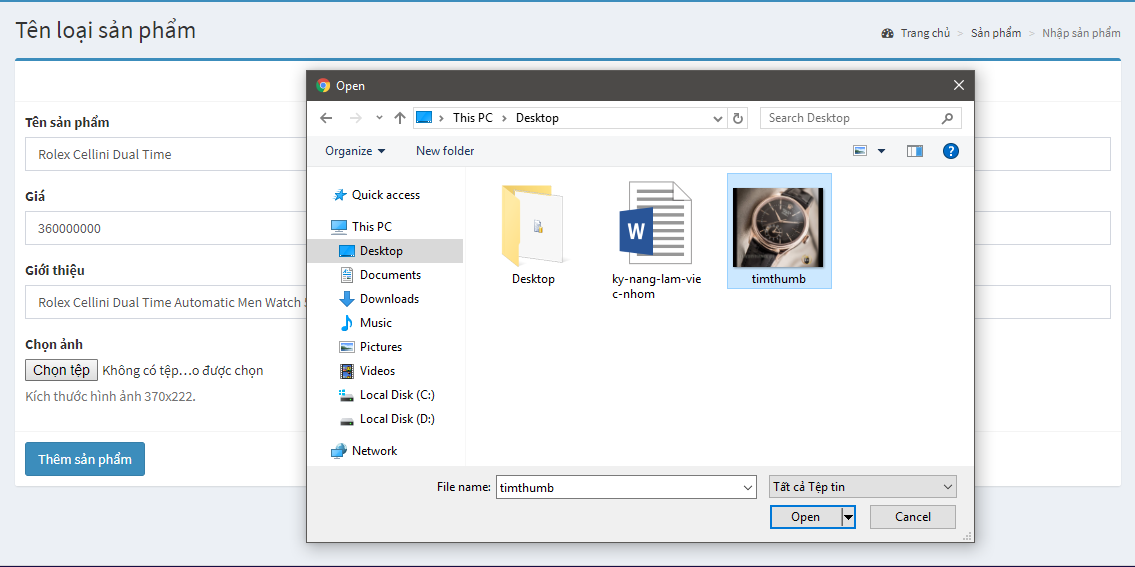 Tên loại sản phẩm
Trang chủ > Sản phẩm > Nhập sản phẩm
Tên sản phẩm
Rolex Cellini Dual Time
Giá
360000000
Giới thiệu
Rolex Cellini Dual Time Automatic Men Watch
Chọn ảnh
Chọn tệp Không có tệp...o được chọn
Kích thước hình ảnh 370x222.
Thêm sản phẩm
Open
This PC
Desktop
Search Desktop
Organize
New folder
Quick access
This PC
Desktop
Documents
Downloads
Music
Pictures
Videos
Local Disk (C:)
Local Disk (D:)
Network
W
Desktop
ky-nang-lam-vie
c-nhom
timthumb
File name: timthumb
Tất cả Tệp tin
Open
Cancel